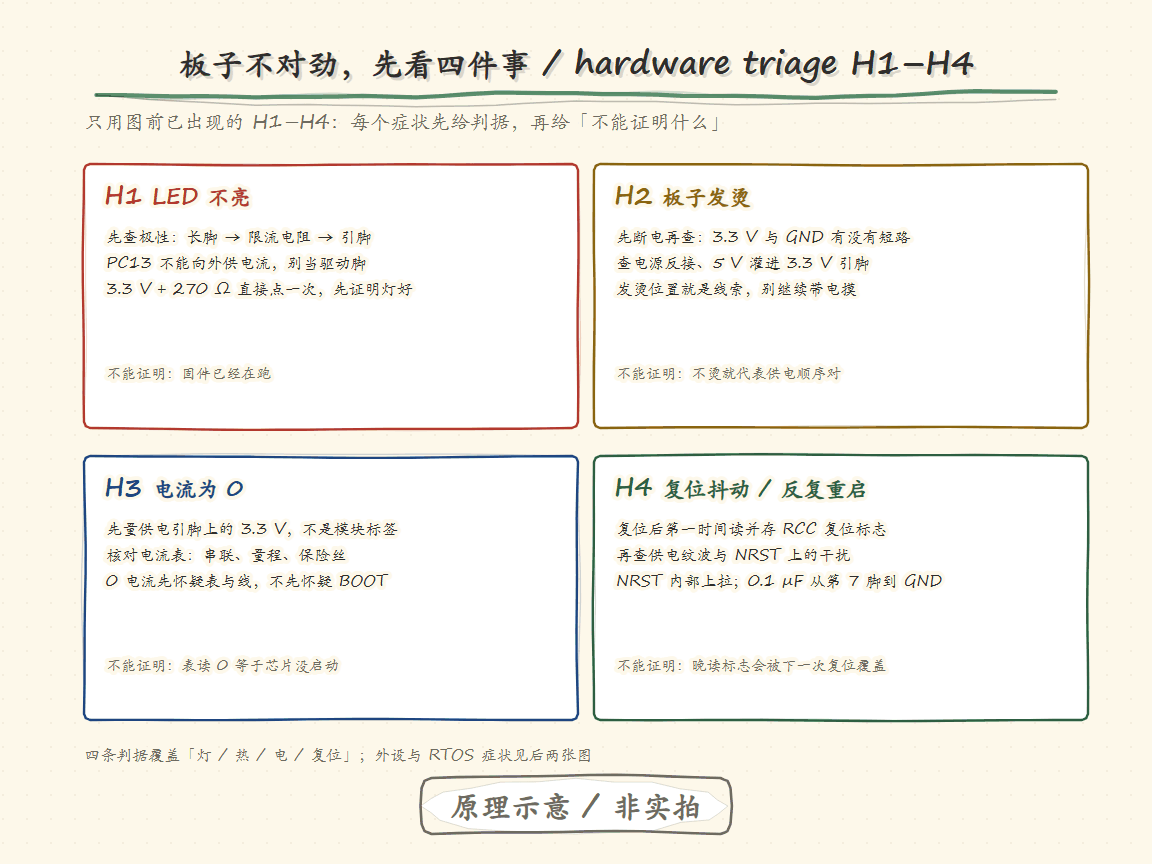 板子不对劲，先看四件事 / hardware triage H1–H4
只用图前已出现的 H1–H4：每个症状先给判据，再给「不能证明什么」
H1 LED 不亮
先查极性：长脚 → 限流电阻 → 引脚
PC13 不能向外供电流，别当驱动脚
3.3 V + 270 Ω 直接点一次，先证明灯好
不能证明：固件已经在跑
H2 板子发烫
先断电再查：3.3 V 与 GND 有没有短路
查电源反接、5 V 灌进 3.3 V 引脚
发烫位置就是线索，别继续带电摸
不能证明：不烫就代表供电顺序对
H3 电流为 0
先量供电引脚上的 3.3 V，不是模块标签
核对电流表：串联、量程、保险丝
0 电流先怀疑表与线，不先怀疑 BOOT
不能证明：表读 0 等于芯片没启动
H4 复位抖动 / 反复重启
复位后第一时间读并存 RCC 复位标志
再查供电纹波与 NRST 上的干扰
NRST 内部上拉；0.1 µF 从第 7 脚到 GND
不能证明：晚读标志会被下一次复位覆盖
四条判据覆盖「灯 / 热 / 电 / 复位」；外设与 RTOS 症状见后两张图
原理示意 / 非实拍